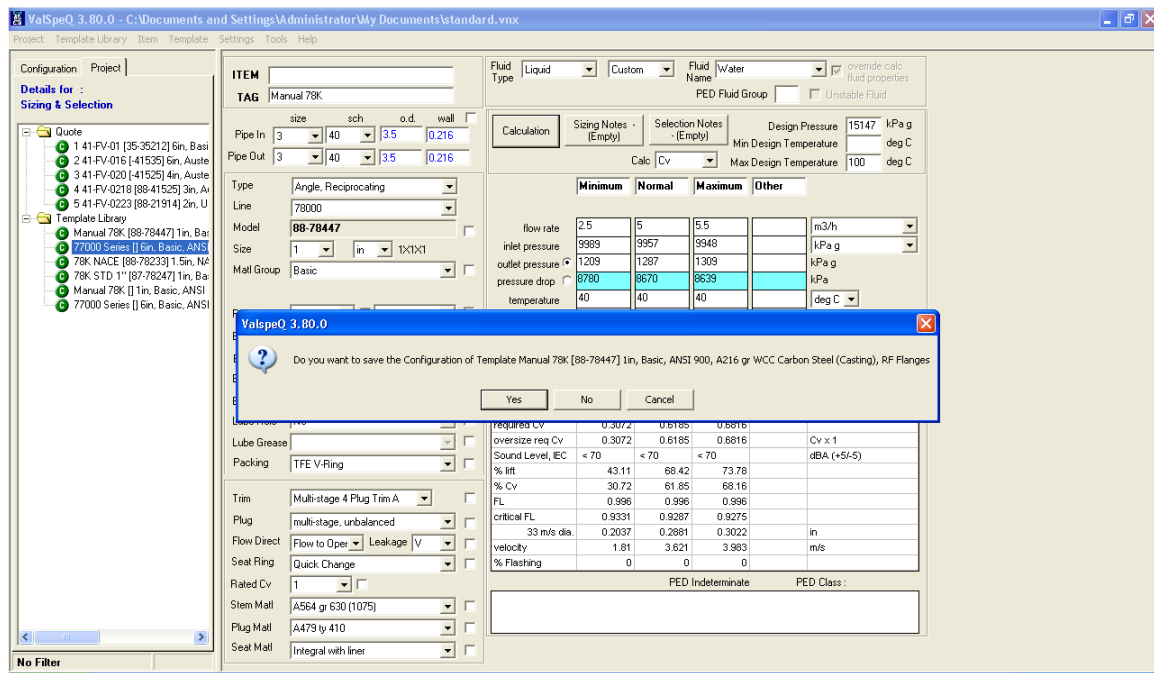 ValSpeQ 3.80.0 - C:\Documents and Settings\Administrator\My Documents\standard.vnx
Project Template Library Item Template Settings Tools Help
Configuration Project
Details for :
Sizing & Selection
Quote
1 41-FV-01 [35-35212] 6in, Basi
2 41-FV-016 [-41535] 6in, Auste
3 41-FV-020 [-41525] 4in, Auste
4 41-FV-0218 [88-41525] 3in, Au
5 41-FV-0223 [88-21914] 2in, U
Template Library
Manual 78K [88-78447] 1in, Bas
77000 Series [] 6in, Basic, ANSI
78K NACE [88-78233] 1.5in, NA
78K STD 1" [87-78247] 1in, Ba
Manual 78K [] 1in, Basic, ANSI
77000 Series [] 6in, Basic, ANSI
No Filter
ITEM
TAG Manual 78K
size sch o.d. wall
Pipe In 3 40 3.5 0.216
Pipe Out 3 40 3.5 0.216
Type Angle, Reciprocating
Line 78000
Model 88-78447
Size 1 in 1X1X1
Matl Group Basic
Fluid Type Liquid Custom Fluid Name Water override calc fluid properties
PED Fluid Group Unstable Fluid
Calculation Sizing Notes - (Empty) Selection Notes - (Empty)
Design Pressure 15147 kPa g
Min Design Temperature deg C
Calc Cv Max Design Temperature 100 deg C
Minimum Normal Maximum Other
flow rate 2.5 5 5.5 m3/h
inlet pressure 9989 9957 9948 kPa g
outlet pressure 1209 1287 1309 kPa g
pressure drop 8780 8670 8639 kPa
temperature 40 40 40 deg C
ValspeQ 3.80.0
Do you want to save the Configuration of Template Manual 78K [88-78447] 1in, Basic, ANSI 900, A216 gr WCC Carbon Steel (Casting), RF Flanges
Yes No Cancel
Lube Grease
Packing TFE V-Ring
Trim Multi-stage 4 Plug Trim A
Plug multi-stage, unbalanced
Flow Direct Flow to Oper Leakage V
Seat Ring Quick Change
Rated Cv 1
Stem Matl A564 gr 630 (1075)
Plug Matl A479 ty 410
Seat Matl Integral with liner
required Cv 0.3072 0.6185 0.6816
oversize req Cv 0.3072 0.6185 0.6816 Cv x 1
Sound Level, IEC < 70 < 70 < 70 dBA (+5/-5)
% lift 43.11 68.42 73.78
% Cv 30.72 61.85 68.16
FL 0.996 0.996 0.996
critical FL 0.9331 0.9287 0.9275
33 m/s dia. 0.2037 0.2881 0.3022 in
velocity 1.81 3.621 3.983 m/s
% Flashing 0 0 0
PED Indeterminate PED Class :